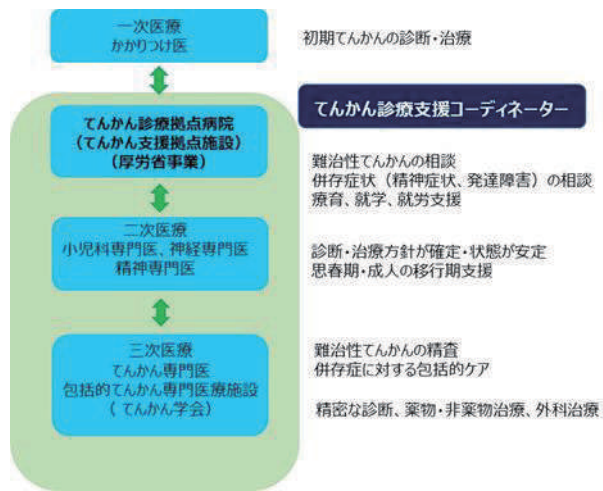 一次医療
かかりつけ医
初期てんかんの診断・治療
てんかん診療拠点病院
(てんかん支援拠点施設)
(厚労省事業)
てんかん診療支援コーディネーター
難治性てんかんの相談
併存症状（精神症状、発達障害）の相談
療育、就学、就労支援
二次医療
小児科専門医、神経専門医
精神専門医
診断・治療方針が確定・状態が安定
思春期・成人の移行期支援
三次医療
てんかん専門医
包括的てんかん専門医療施設
( てんかん学会)
難治性てんかんの精査
併存症に対する包括的ケア
精密な診断、薬物・非薬物治療、外科治療